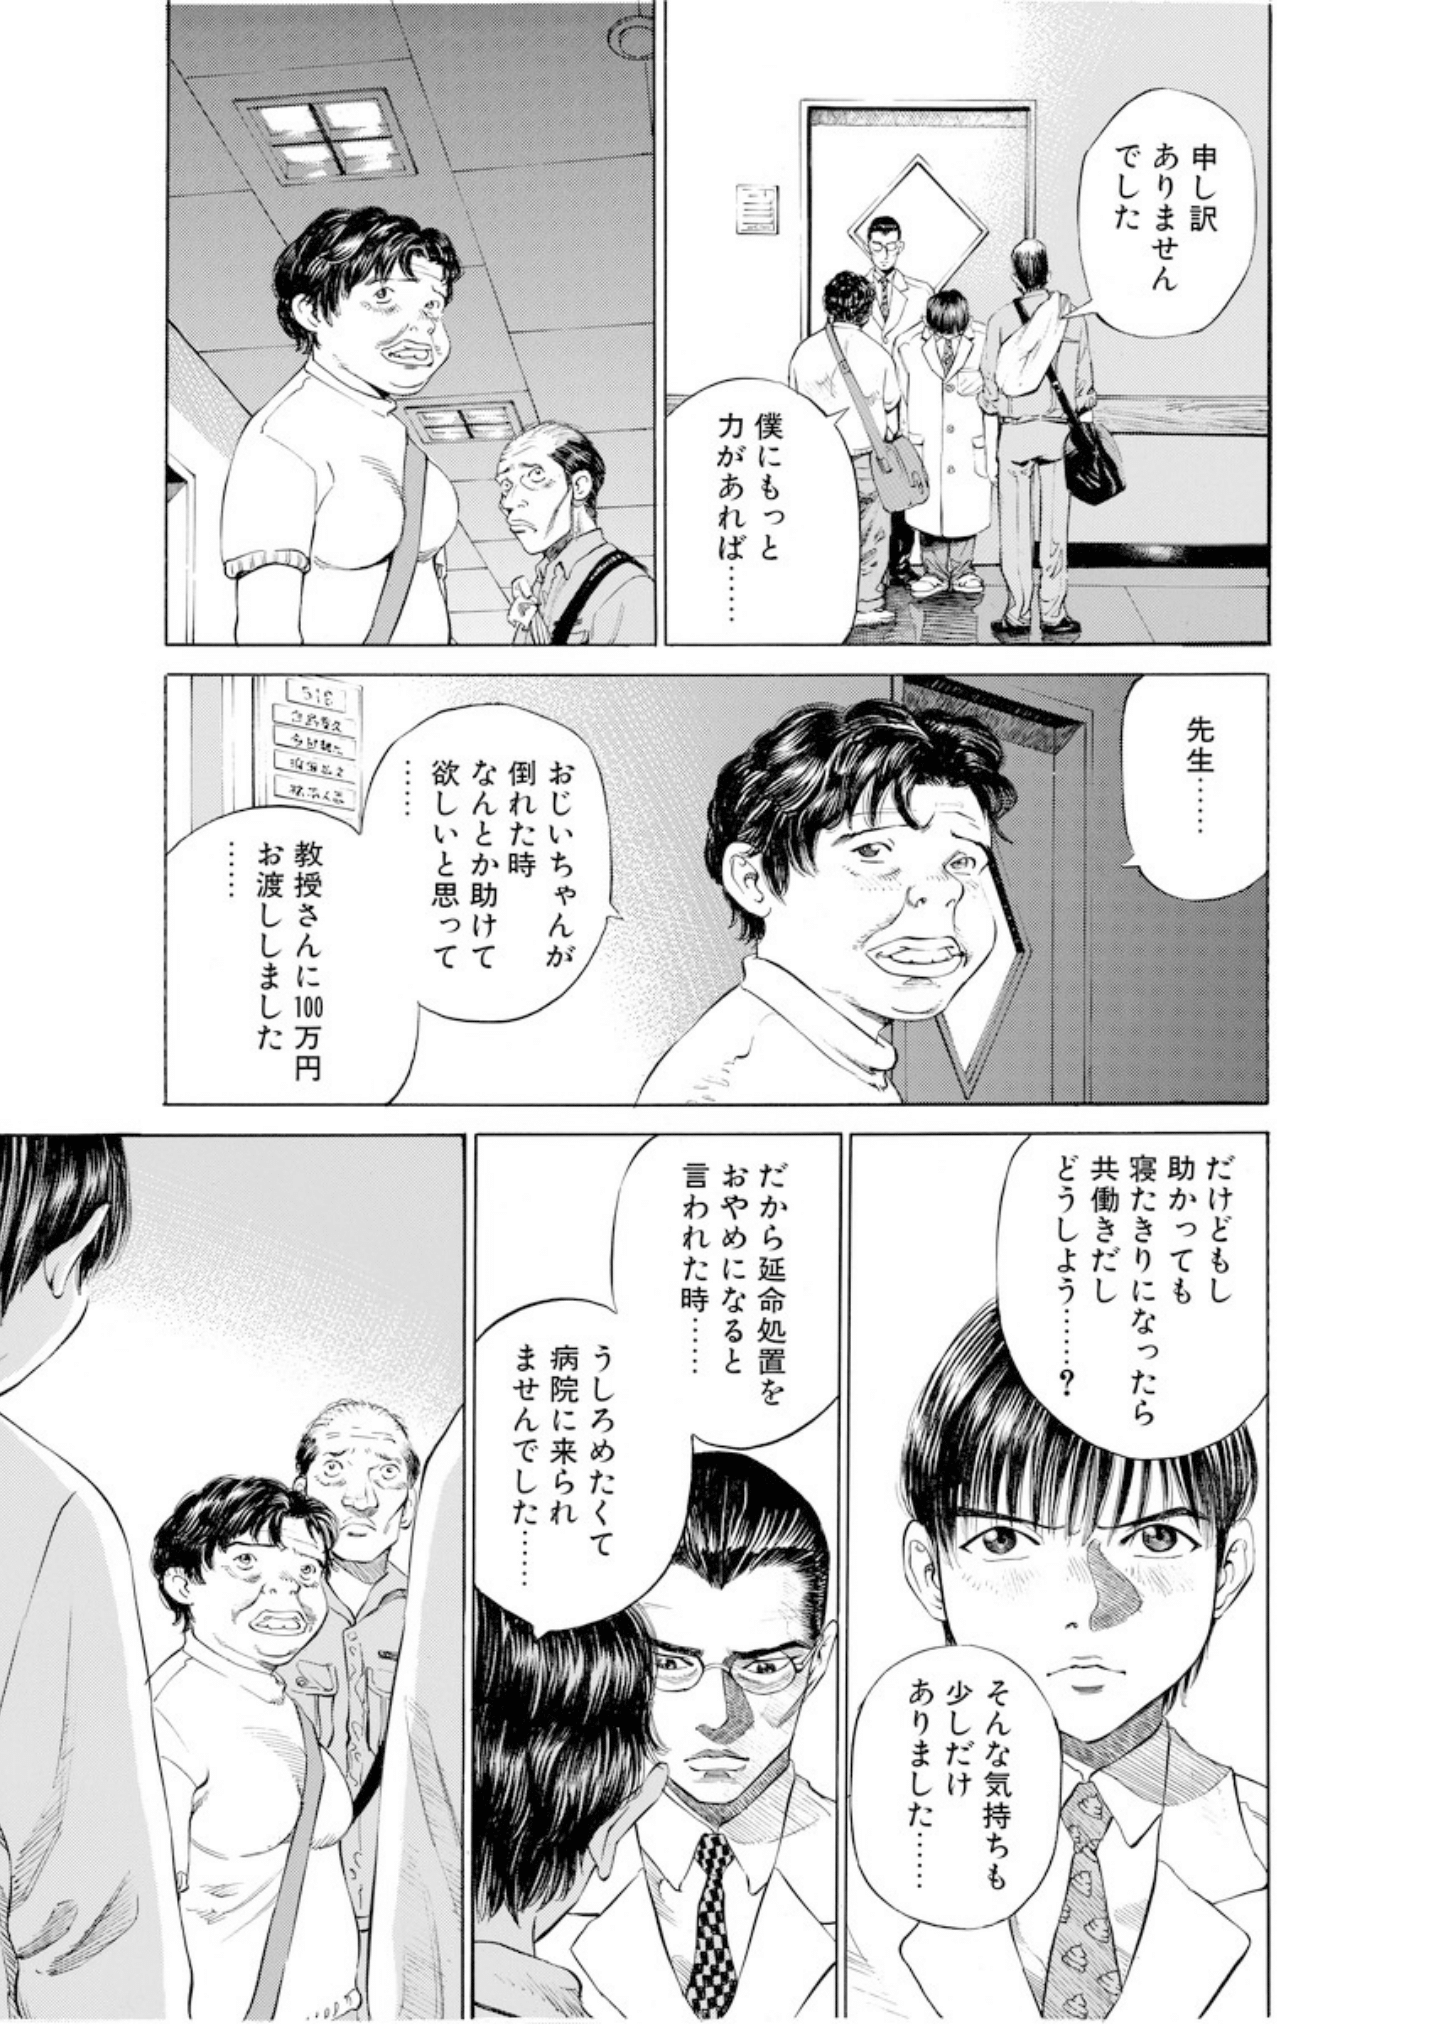 申し訳
ありません
でした
僕にもっと
力があれば……
先生……
おじいちゃんが
倒れた時
なんとか助けて
欲しいと思って
……
教授さんに100万円
お渡ししました
……
516
だけどもし
助かっても
寝たきりになったら
共働きだし
どうしよう……？
そんな気持ちも
少しだけ
ありました……
だから延命処置を
おやめになると
言われた時……
うしろめたくて
病院に来られ
ませんでした……